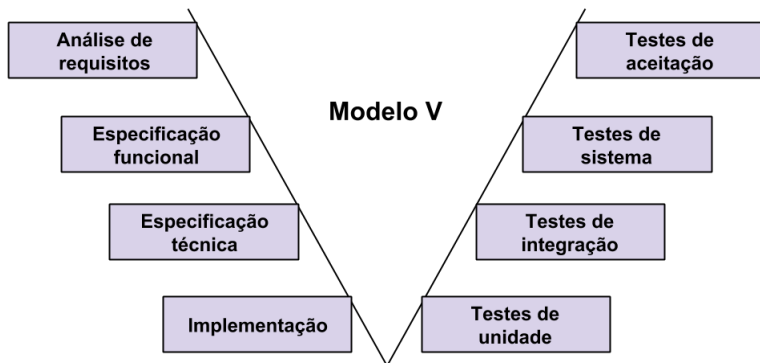 Análise de
requisitos
Testes de
aceitação
Modelo V
Especificação
funcional
Testes de
sistema
Especificação
técnica
Testes de
integração
Implementação
Testes de
unidade